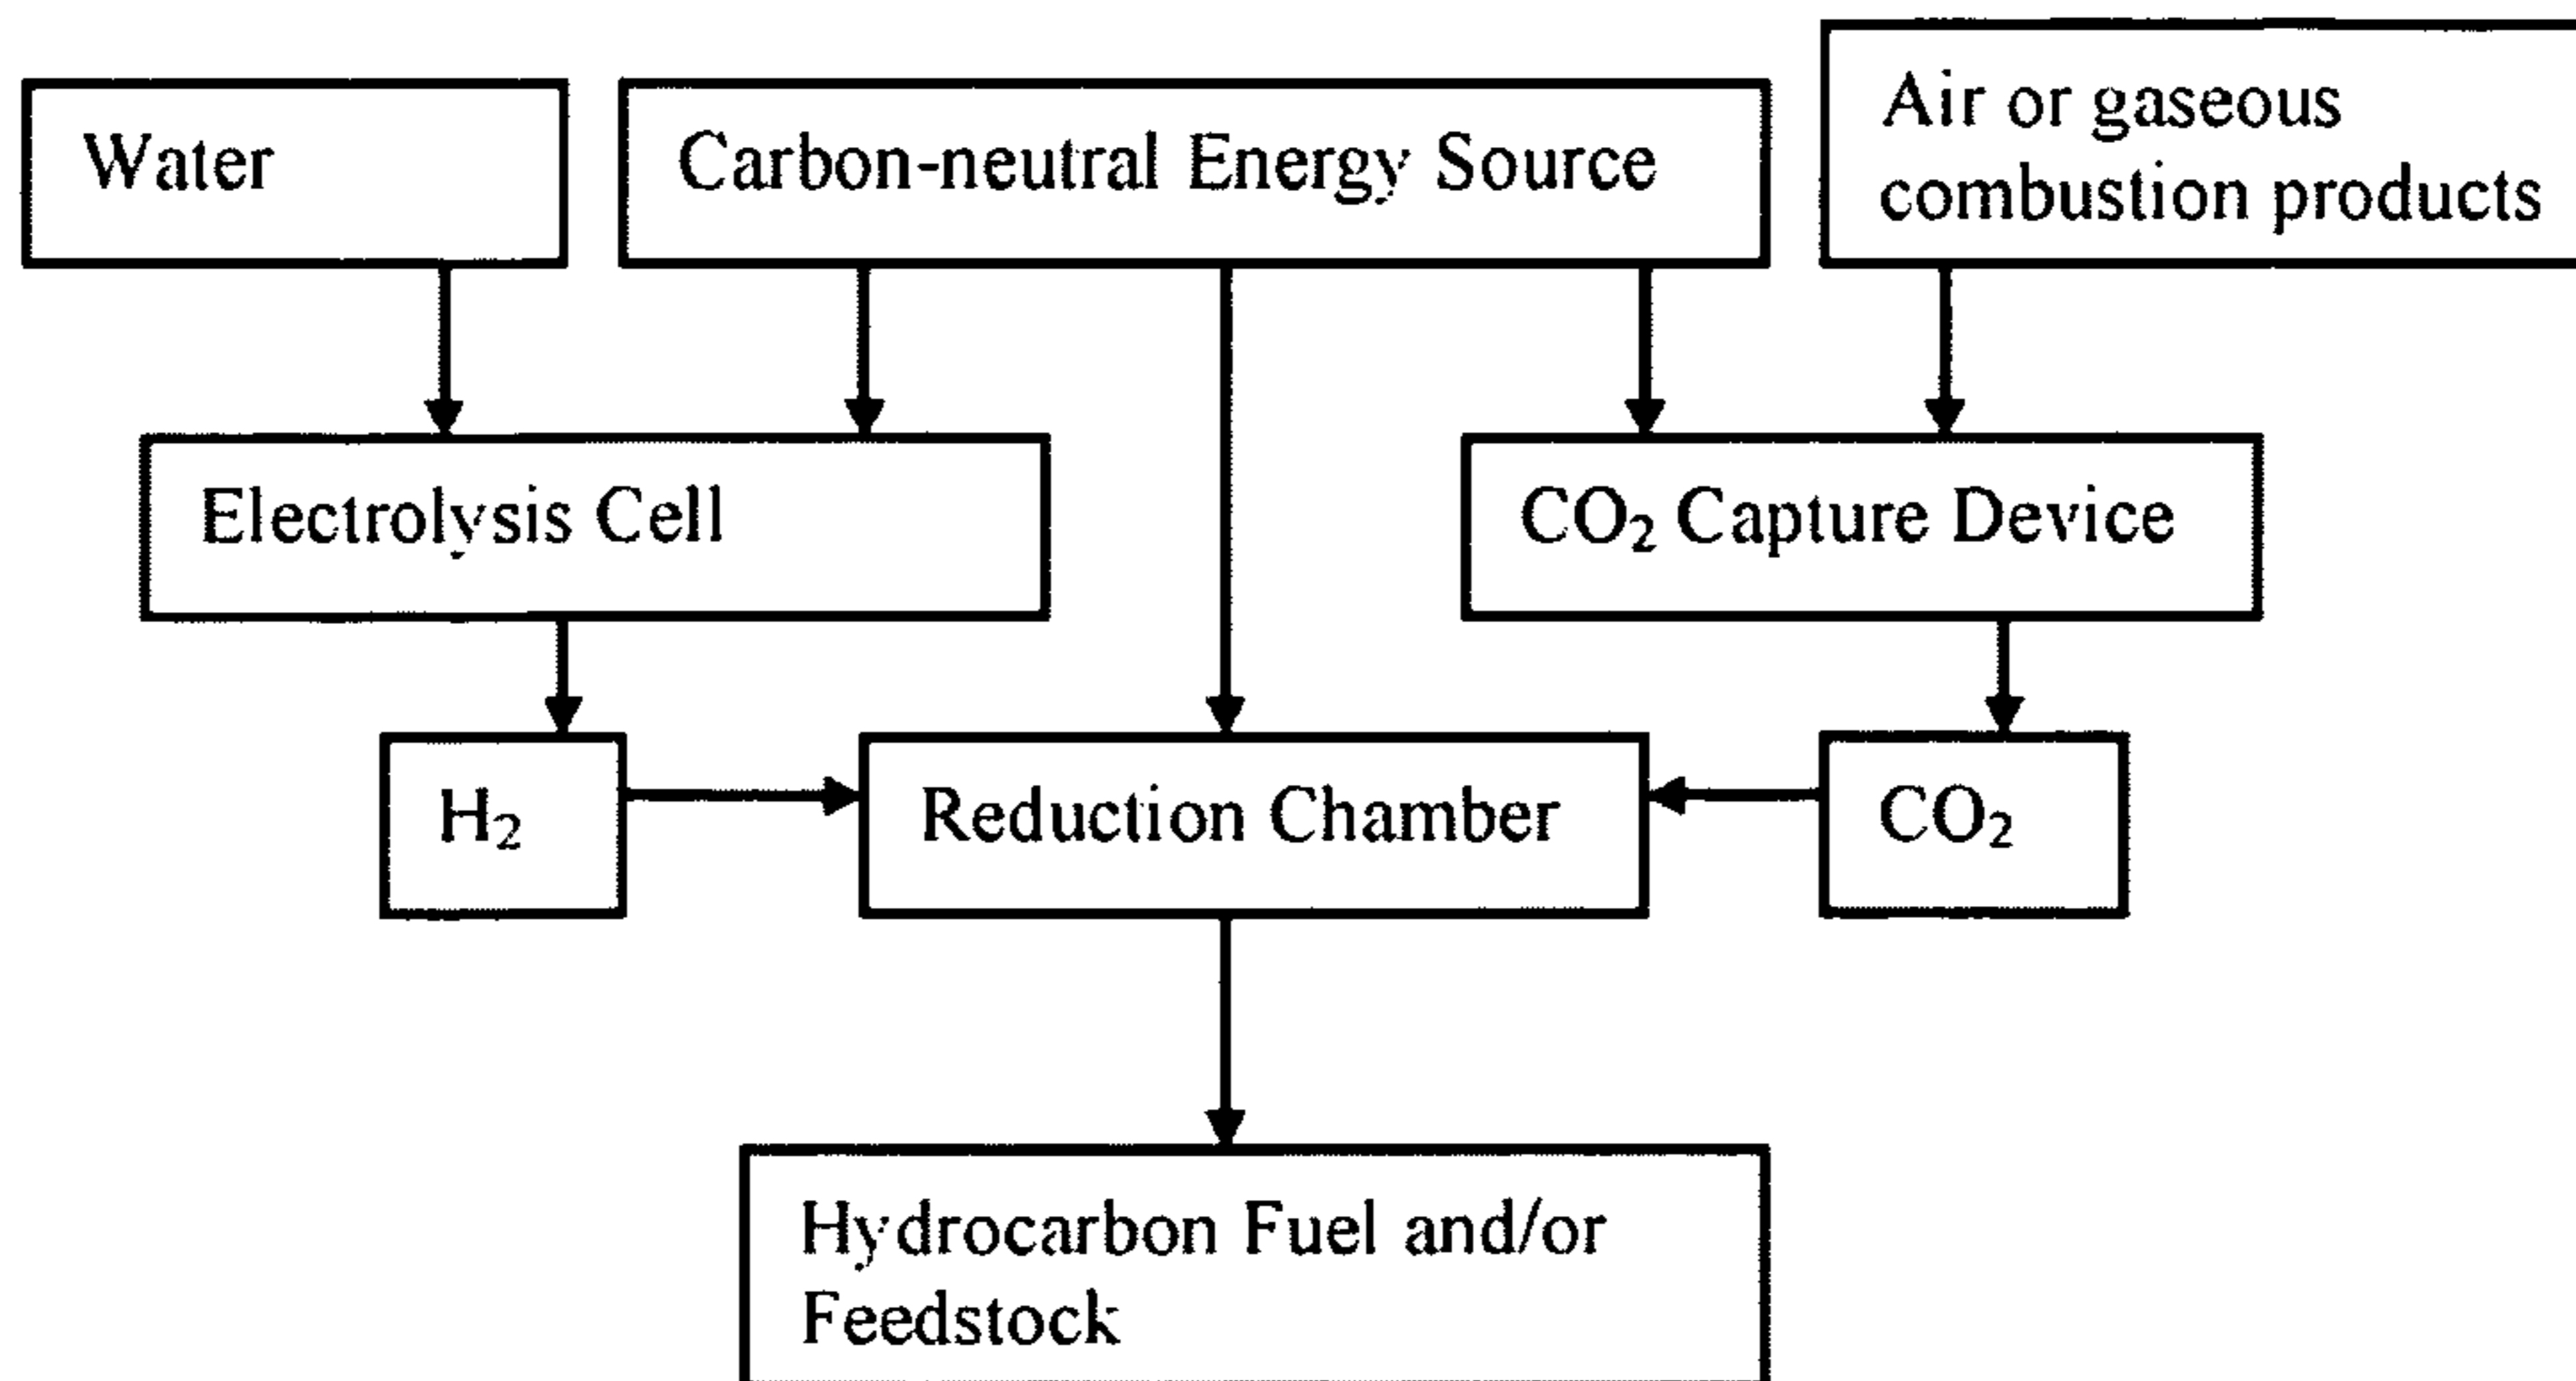 Water
Carbon-neutral Energy Source
Air or gaseous
combustion products
Electrolysis Cell
CO₂ Capture Device
H₂
Reduction Chamber
CO₂
Hydrocarbon Fuel and/or
Feedstock